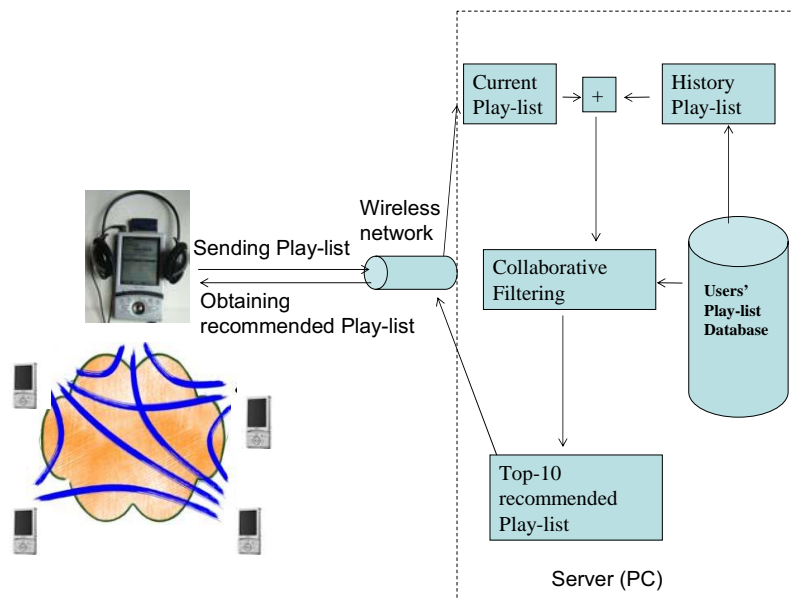 Current
Play-list
+
History
Play-list
Wireless
network
Sending Play-list
Obtaining
recommended Play-list
Collaborative
Filtering
Users'
Play-list
Database
Top-10
recommended
Play-list
Server (PC)